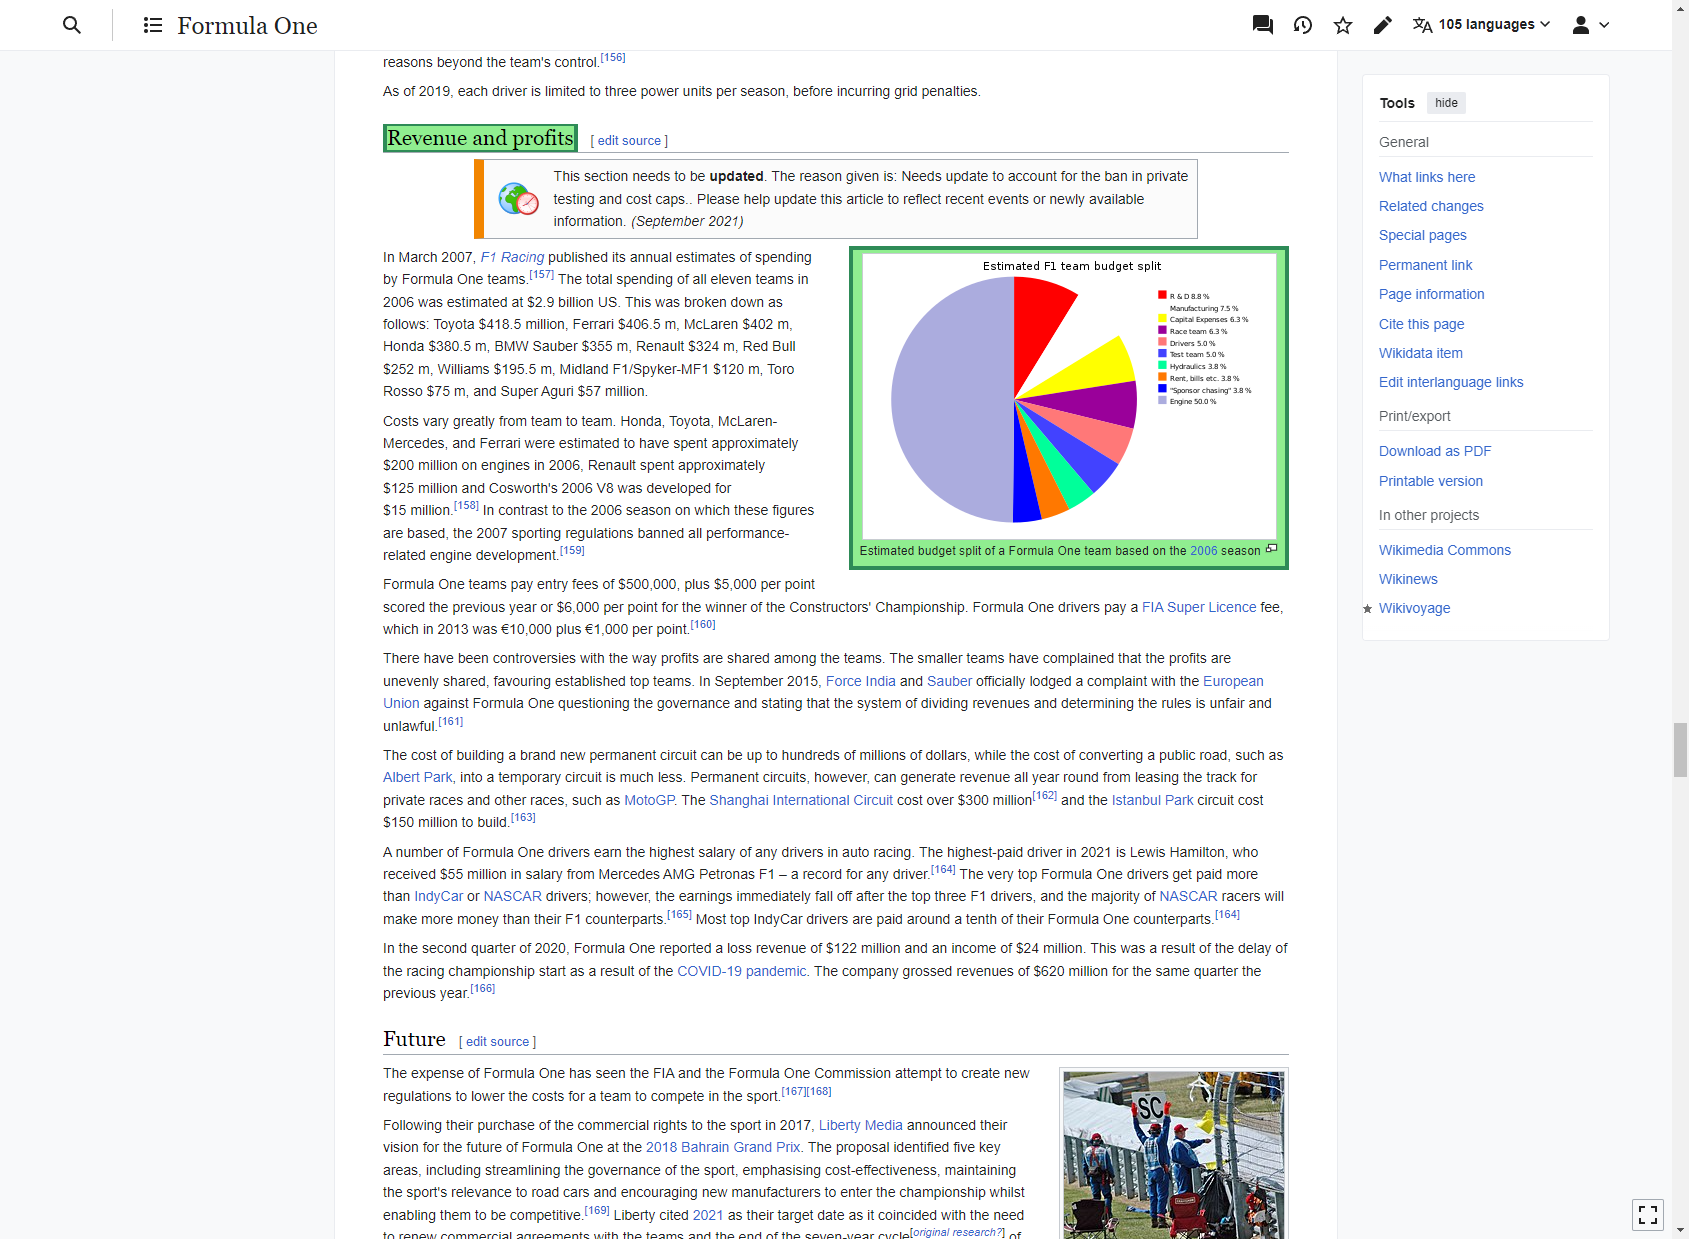 Formula One
105 languages
reasons beyond the team's control.[156]
As of 2019, each driver is limited to three power units per season, before incurring grid penalties.
Revenue and profits [ edit source ]
This section needs to be updated. The reason given is: Needs update to account for the ban in private
testing and cost caps.. Please help update this article to reflect recent events or newly available
information. (September 2021)
In March 2007, F1 Racing published its annual estimates of spending
by Formula One teams.[157] The total spending of all eleven teams in
2006 was estimated at $2.9 billion US. This was broken down as
follows: Toyota $418.5 million, Ferrari $406.5 m, McLaren $402 m,
Honda $380.5 m, BMW Sauber $355 m, Renault $324 m, Red Bull
$252 m, Williams $195.5 m, Midland F1/Spyker-MF1 $120 m, Toro
Rosso $75 m, and Super Aguri $57 million.
Costs vary greatly from team to team. Honda, Toyota, McLaren-
Mercedes, and Ferrari were estimated to have spent approximately
$200 million on engines in 2006, Renault spent approximately
$125 million and Cosworth's 2006 V8 was developed for
$15 million.[158] In contrast to the 2006 season on which these figures
are based, the 2007 sporting regulations banned all performance-
related engine development.[159]
Estimated F1 team budget split
R & D 8.8 %
Manufacturing 7.5 %
Capital Expenses 6.3 %
Race team 6.3 %
Drivers 5.0 %
Test team 5.0 %
Hydraulics 3.8 %
Rent, bills etc. 3.8 %
"Sponsor chasing" 3.8 %
Engine 50.0 %
Estimated budget split of a Formula One team based on the 2006 season
Formula One teams pay entry fees of $500,000, plus $5,000 per point
scored the previous year or $6,000 per point for the winner of the Constructors' Championship. Formula One drivers pay a FIA Super Licence fee,
which in 2013 was €10,000 plus €1,000 per point.[160]
There have been controversies with the way profits are shared among the teams. The smaller teams have complained that the profits are
unevenly shared, favouring established top teams. In September 2015, Force India and Sauber officially lodged a complaint with the European
Union against Formula One questioning the governance and stating that the system of dividing revenues and determining the rules is unfair and
unlawful.[161]
The cost of building a brand new permanent circuit can be up to hundreds of millions of dollars, while the cost of converting a public road, such as
Albert Park, into a temporary circuit is much less. Permanent circuits, however, can generate revenue all year round from leasing the track for
private races and other races, such as MotoGP. The Shanghai International Circuit cost over $300 million[162] and the Istanbul Park circuit cost
$150 million to build.[163]
A number of Formula One drivers earn the highest salary of any drivers in auto racing. The highest-paid driver in 2021 is Lewis Hamilton, who
received $55 million in salary from Mercedes AMG Petronas F1 – a record for any driver.[164] The very top Formula One drivers get paid more
than IndyCar or NASCAR drivers; however, the earnings immediately fall off after the top three F1 drivers, and the majority of NASCAR racers will
make more money than their F1 counterparts.[165] Most top IndyCar drivers are paid around a tenth of their Formula One counterparts.[164]
In the second quarter of 2020, Formula One reported a loss revenue of $122 million and an income of $24 million. This was a result of the delay of
the racing championship start as a result of the COVID-19 pandemic. The company grossed revenues of $620 million for the same quarter the
previous year.[166]
Future [ edit source ]
The expense of Formula One has seen the FIA and the Formula One Commission attempt to create new
regulations to lower the costs for a team to compete in the sport.[167][168]
Following their purchase of the commercial rights to the sport in 2017, Liberty Media announced their
vision for the future of Formula One at the 2018 Bahrain Grand Prix. The proposal identified five key
areas, including streamlining the governance of the sport, emphasising cost-effectiveness, maintaining
the sport's relevance to road cars and encouraging new manufacturers to enter the championship whilst
enabling them to be competitive.[169] Liberty cited 2021 as their target date as it coincided with the need
to renew commercial agreements with the teams and the end of the seven-year cycle[original research?] of
SC
Tools hide
General
What links here
Related changes
Special pages
Permanent link
Page information
Cite this page
Wikidata item
Edit interlanguage links
Print/export
Download as PDF
Printable version
In other projects
Wikimedia Commons
Wikinews
Wikivoyage